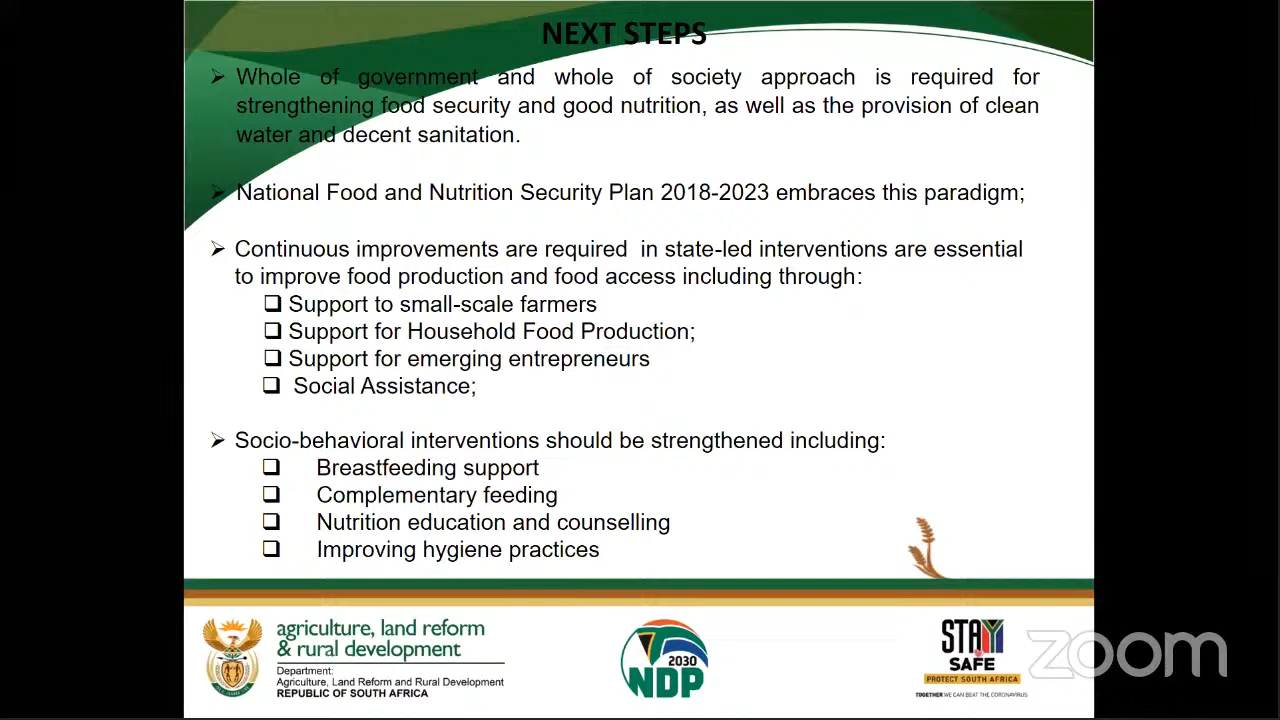 NEXT STEPS
➢ Whole of government and whole of society approach is required for
strengthening food security and good nutrition, as well as the provision of clean
water and decent sanitation.
➢ National Food and Nutrition Security Plan 2018-2023 embraces this paradigm;
➢ Continuous improvements are required in state-led interventions are essential
to improve food production and food access including through:
❑ Support to small-scale farmers
❑ Support for Household Food Production;
❑ Support for emerging entrepreneurs
❑ Social Assistance;
➢ Socio-behavioral interventions should be strengthened including:
❑ Breastfeeding support
❑ Complementary feeding
❑ Nutrition education and counselling
❑ Improving hygiene practices
agriculture, land reform
& rural development
Department:
Agriculture, Land Reform and Rural Development
REPUBLIC OF SOUTH AFRICA
2030
NDP
STAY
SAFE
PROTECT SOUTH AFRICA
TOGETHER WE CAN BEAT THE CORONAVIRUS
zoom